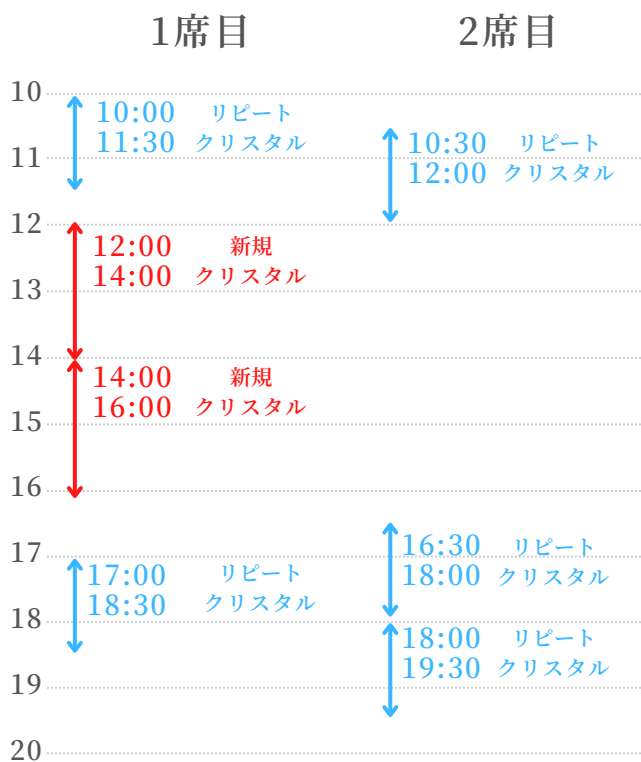 1席目
2席目
10
10:00 リピート
11:30 クリスタル
10:30 リピート
12:00 クリスタル
11
12
12:00 新規
14:00 クリスタル
13
14
14:00 新規
16:00 クリスタル
15
16
16:30 リピート
18:00 クリスタル
17
17:00 リピート
18:30 クリスタル
18
18:00 リピート
19:30 クリスタル
19
20